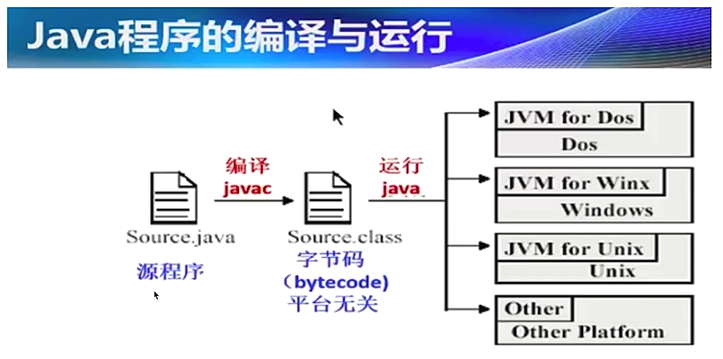 Java程序的编译与运行
编译
javac
运行
java
Source.java
源程序
Source.class
字节码
（bytecode)
平台无关
JVM for Dos
Dos
JVM for Winx
Windows
JVM for Unix
Unix
Other
Other Platform